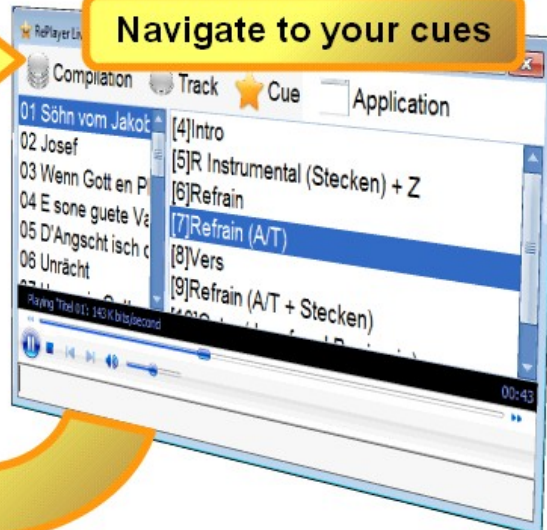 Navigate to your cues
RePlayer Liv
Compilation Track Cue Application
01 Söhn vom Jakob
02 Josef
03 Wenn Gott en Pl
04 E sone guete Va
05 D'Angscht isch d
06 Unrächt
[4]Intro
[5]R Instrumental (Stecken) + Z
[6]Refrain
[7]Refrain (A/T)
[8]Vers
[9]Refrain (A/T + Stecken)
Playing 'Titel 01': 143 K bits/second
00:43